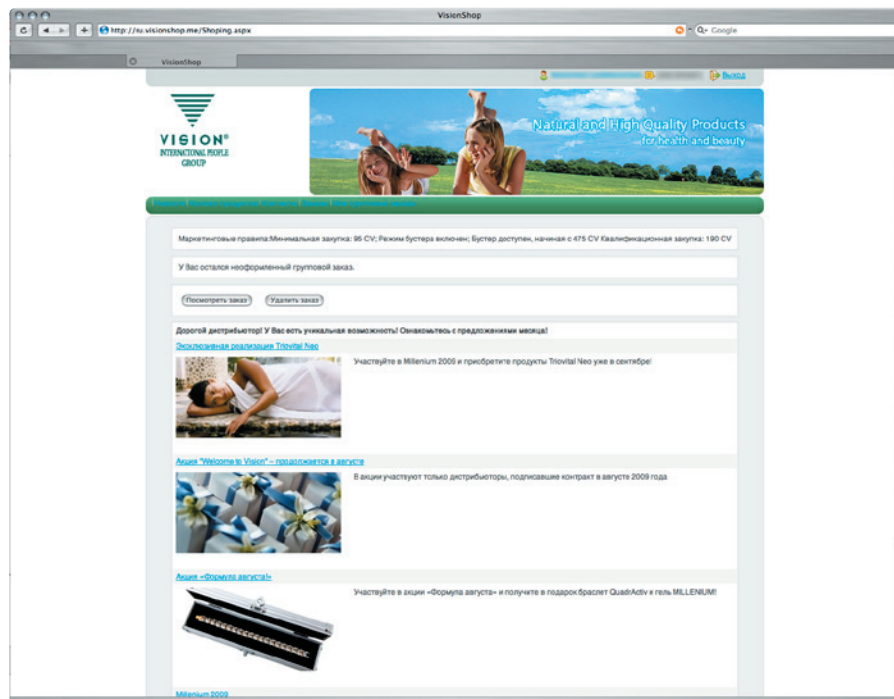 VisionShop
http://ru.visionshop.me/Shoping.aspx
Google
VisionShop
Выход
VISION®
INTERNATIONAL PEOPLE
GROUP
Natural and High Quality Products
for health and beauty
Маркетинговые правила:Минимальная закупка: 95 CV; Режим бустера включен; Бустер доступен, начиная с 475 CV Квалификационная закупка: 190 CV
У Вас остался неоформленный групповой заказ.
Посмотреть заказ Удалить заказ
Дорогой дистрибьютор! У Вас есть уникальная возможность! Ознакомьтесь с предложениями месяца!
Эксклюзивная реализация Triovital Neo
Участвуйте в Millenium 2009 и приобретите продукты Triovital Neo уже в сентябре!
Акция "Welcome to Vision" – продолжается в августе
В акции участвуют только дистрибьюторы, подписавшие контракт в августе 2009 года
Акция «Формула августа!»
Участвуйте в акции «Формула августа» и получите в подарок браслет QuadrActiv и гель MILLENIUM!
Millenium 2009